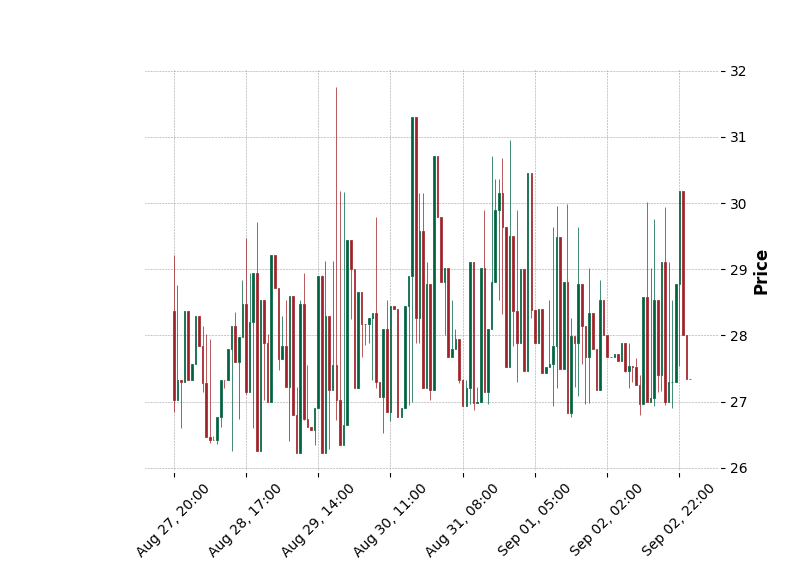 32
31
30
29
28
27
26
Price
Aug 27, 20:00
Aug 28, 17:00
Aug 29, 14:00
Aug 30, 11:00
Aug 31, 08:00
Sep 01, 05:00
Sep 02, 02:00
Sep 02, 22:00